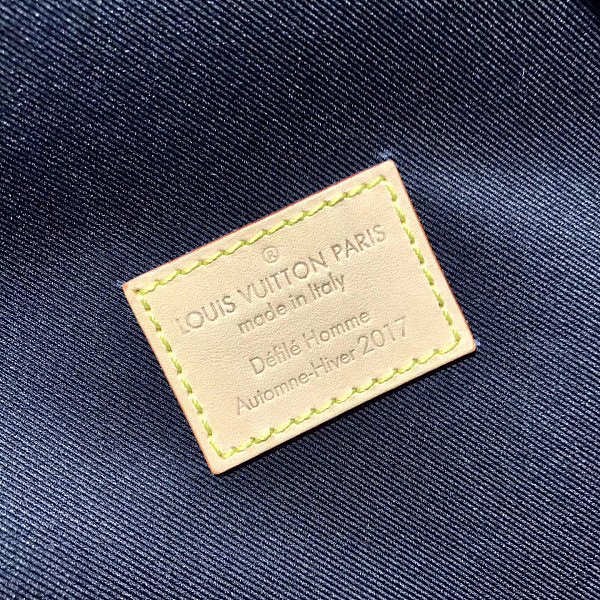 ®
LOUIS VUITTON PARIS
made in Italy
Défilé Homme
Automne-Hiver 2017